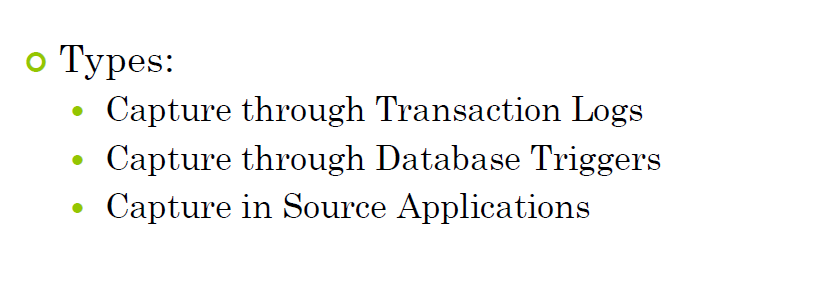 Types:
Capture through Transaction Logs
Capture through Database Triggers
Capture in Source Applications